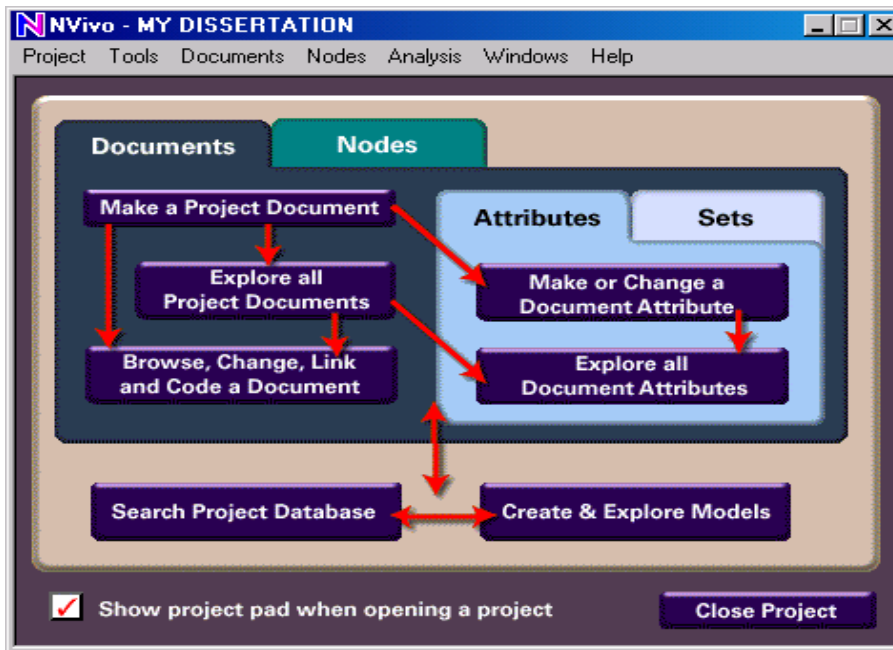 NVivo - MY DISSERTATION
Project Tools Documents Nodes Analysis Windows Help
Documents
Nodes
Make a Project Document
Attributes
Sets
Explore all
Project Documents
Make or Change a
Document Attribute
Browse, Change, Link
and Code a Document
Explore all
Document Attributes
Search Project Database
Create & Explore Models
Show project pad when opening a project
Close Project